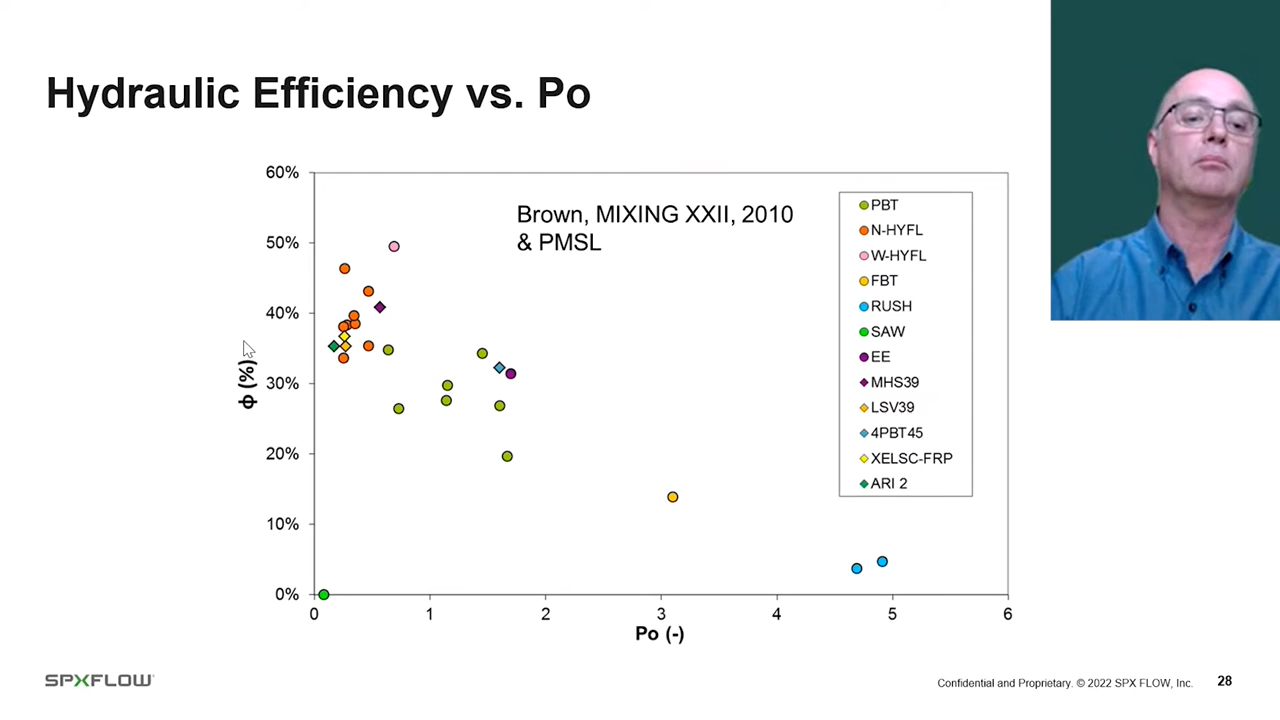 Hydraulic Efficiency vs. Po
60%
50%
40%
30%
20%
10%
0%
ϕ (%)
Brown, MIXING XXII, 2010
& PMSL
PBT
N-HYFL
W-HYFL
FBT
RUSH
SAW
EE
MHS39
LSV39
4PBT45
XELSC-FRP
ARI 2
0 1 2 3 4 5 6
Po (-)
SPXFLOW
Confidential and Proprietary. © 2022 SPX FLOW, Inc. 28